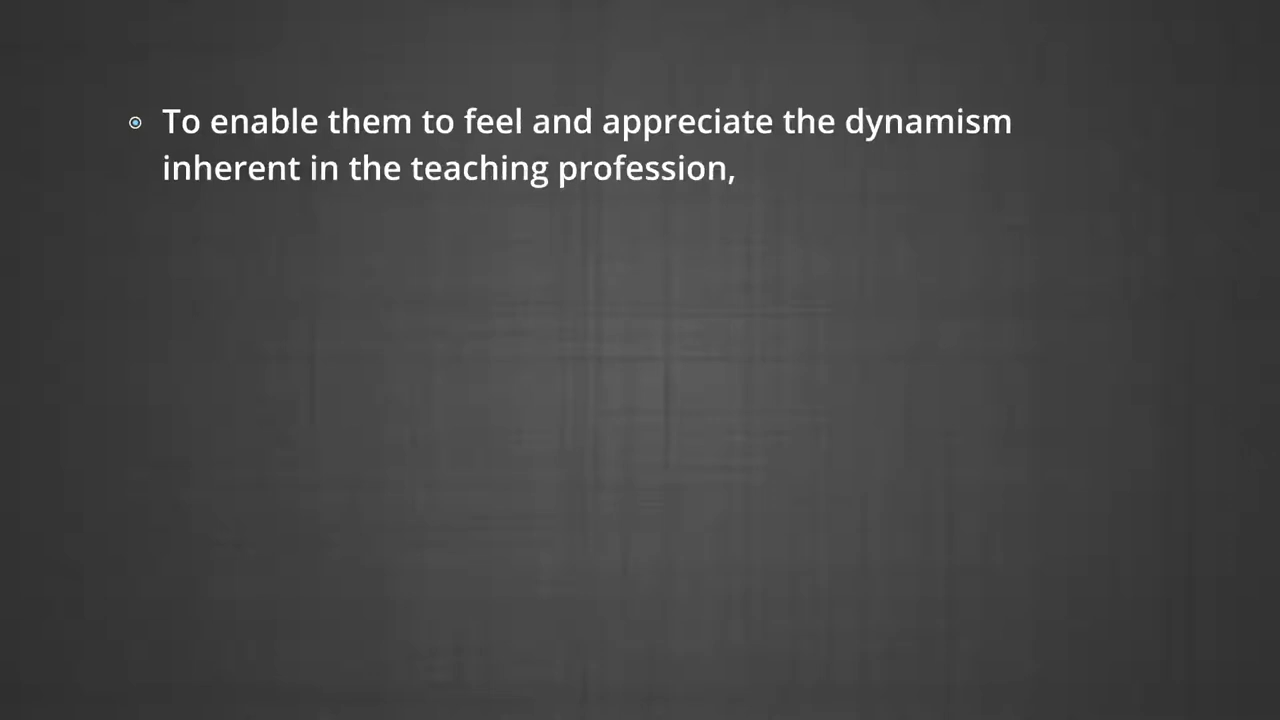 To enable them to feel and appreciate the dynamism
inherent in the teaching profession,